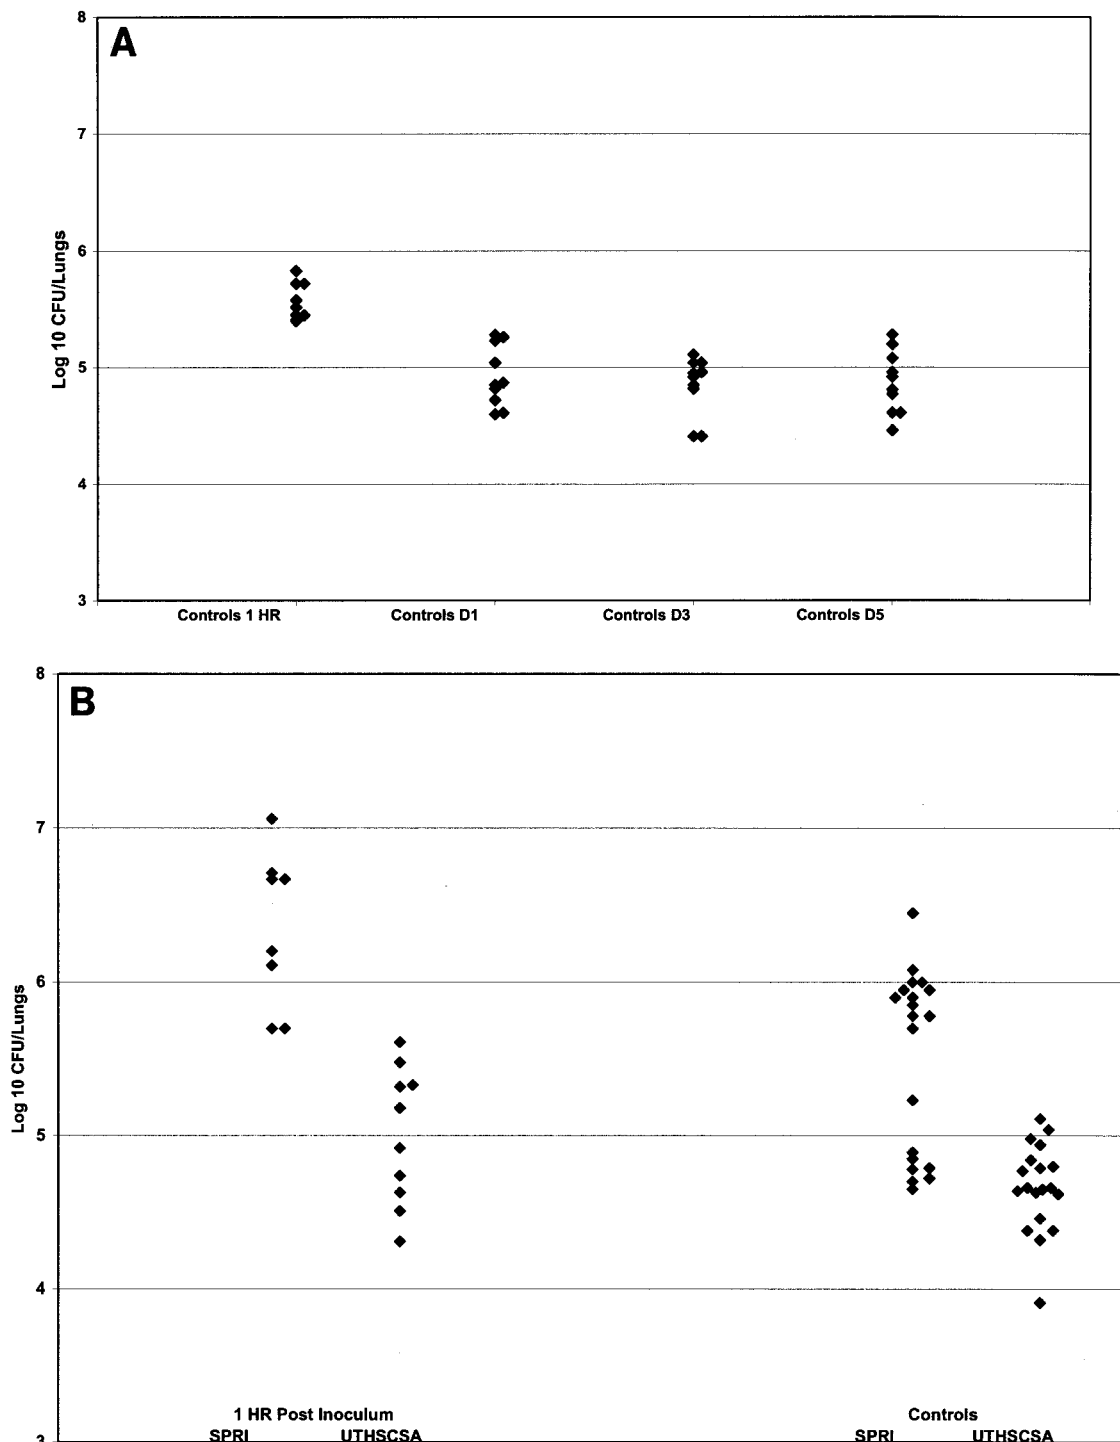 8
A
7
6
5
4
3
Log 10 CFU/Lungs
Controls 1 HR Controls D1 Controls D3 Controls D5
8
B
7
6
5
4
3
Log 10 CFU/Lungs
1 HR Post Inoculum Controls
SPRI UTHSCSA SPRI UTHSCSA